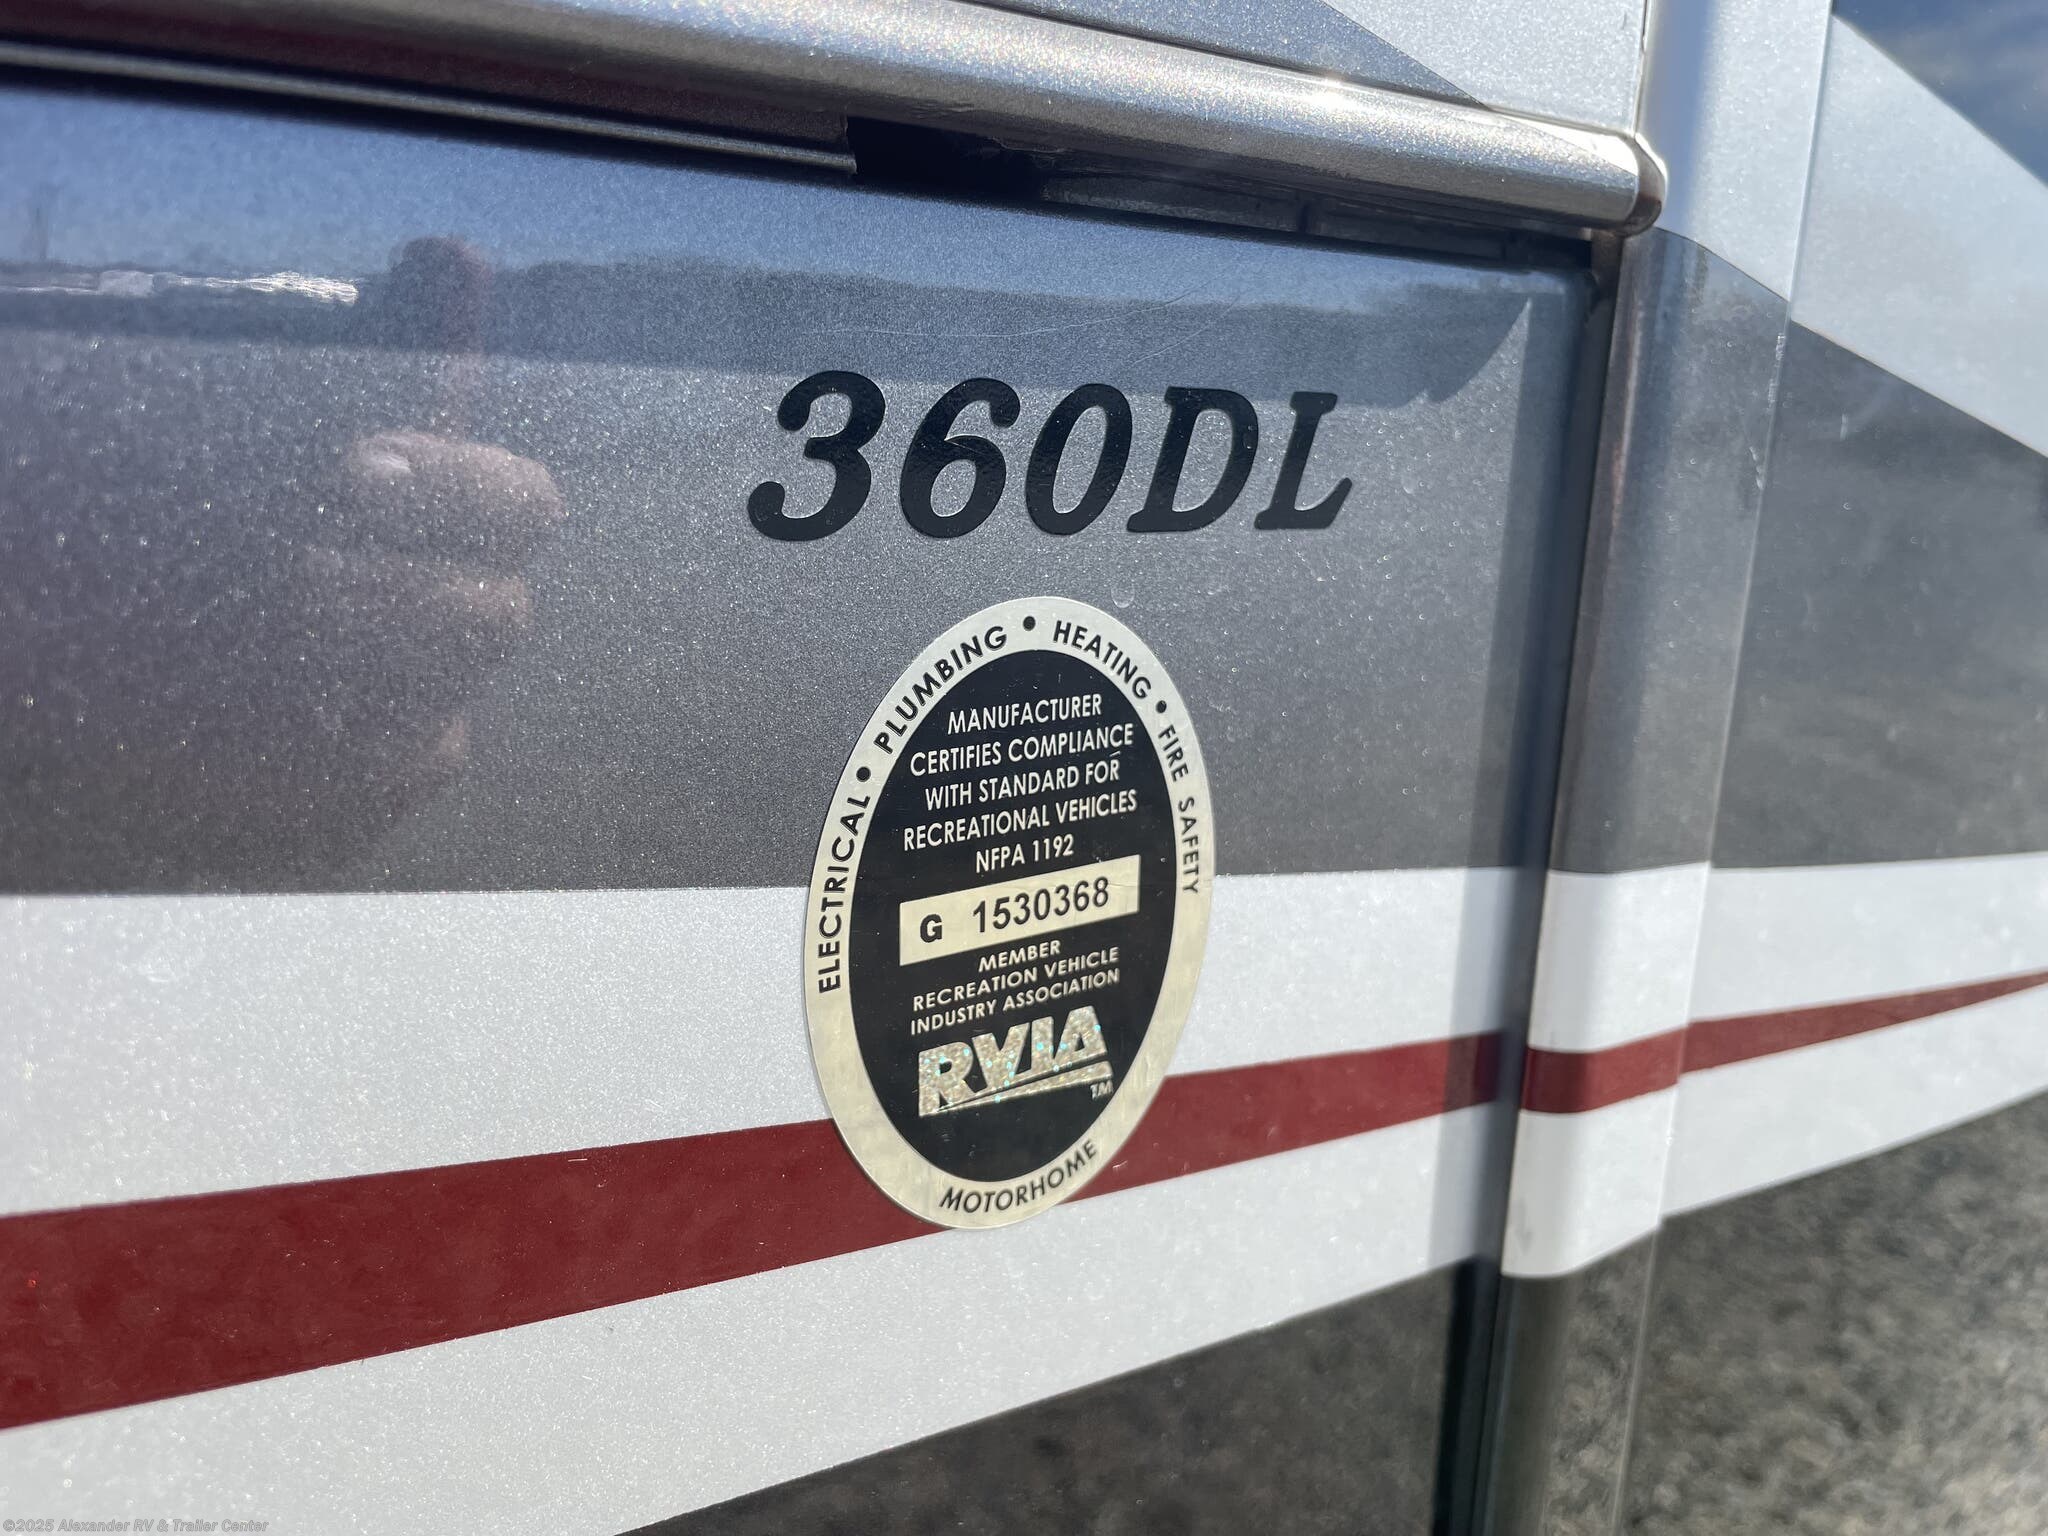 360DL
ELECTRICAL • PLUMBING • HEATING • FIRE SAFETY
MANUFACTURER
CERTIFIES COMPLIANCE
WITH STANDARD FOR
RECREATIONAL VEHICLES
NFPA 1192
G 1530368
MEMBER
RECREATION VEHICLE
INDUSTRY ASSOCIATION
RVIA
TM
MOTORHOME
©2025 Alexander RV & Trailer Center